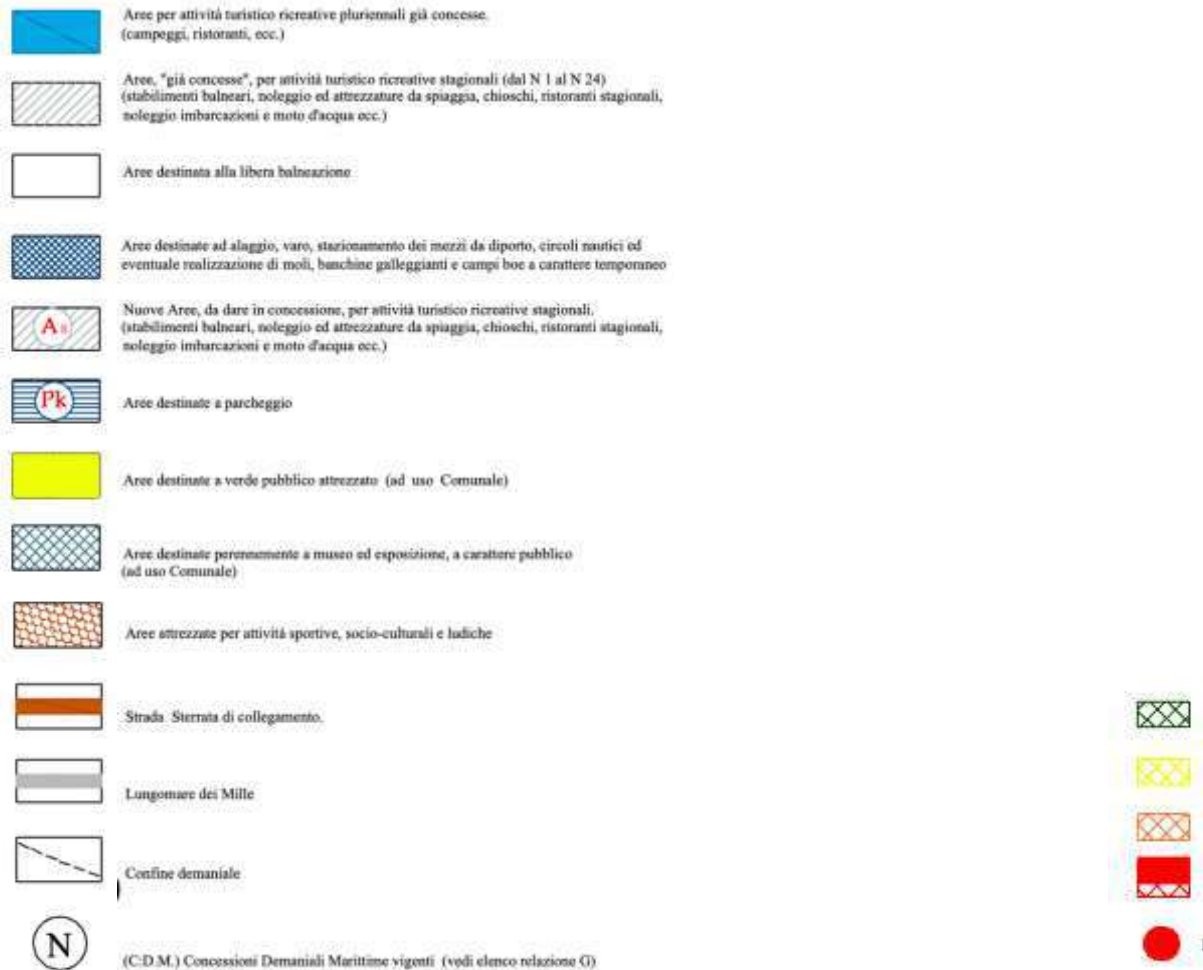 Aree per attività turistico ricreative pluriennali già concesse.
(campeggi, ristoranti, ecc.)
Aree, "già concesse", per attività turistico ricreative stagionali (dal N 1 al N 24)
(stabilimenti balneari, noleggio ed attrezzature da spiaggia, chioschi, ristoranti stagionali,
noleggio imbarcazioni e moto d'acqua ecc.)
Aree destinata alla libera balneazione
Aree destinate ad alaggio, varo, stazionamento dei mezzi da diporto, circoli nautici ed
eventuale realizzazione di moli, banchine galleggianti e campi boe a carattere temporaneo
A
Nuove Aree, da dare in concessione, per attività turistico ricreative stagionali.
(stabilimenti balneari, noleggio ed attrezzature da spiaggia, chioschi, ristoranti stagionali,
noleggio imbarcazioni e moto d'acqua ecc.)
Pk
Aree destinate a parcheggio
Aree destinate a verde pubblico attrezzato (ad uso Comunale)
Aree destinate perennemente a museo ed esposizione, a carattere pubblico
(ad uso Comunale)
Aree attrezzate per attività sportive, socio-culturali e ludiche
Strada Sterrata di collegamento.
Lungomare dei Mille
Confine demaniale
N
(C.D.M.) Concessioni Demaniali Marittime vigenti (vedi elenco relazione G)